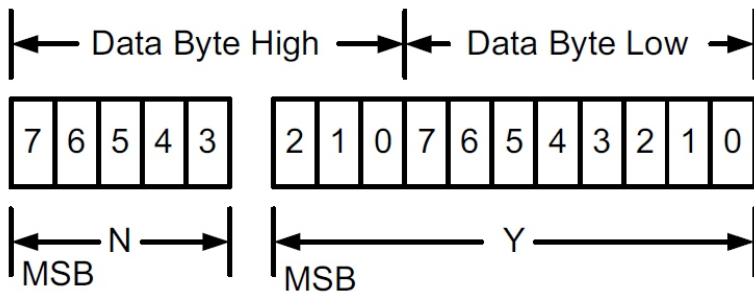 Data Byte High Data Byte Low
7 6 5 4 3 2 1 0 7 6 5 4 3 2 1 0
N Y
MSB MSB